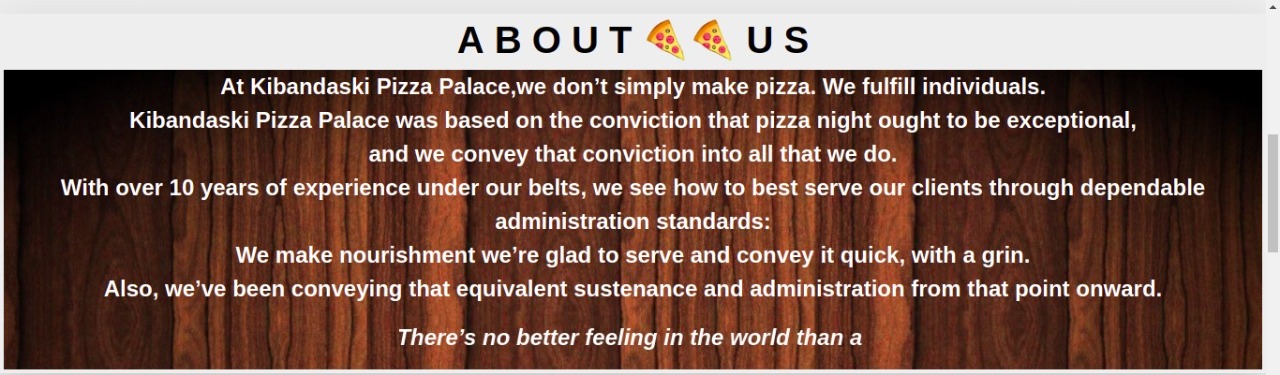 ABOUT🍕🍕US
At Kibandaski Pizza Palace,we don’t simply make pizza. We fulfill individuals.
Kibandaski Pizza Palace was based on the conviction that pizza night ought to be exceptional,
and we convey that conviction into all that we do.
With over 10 years of experience under our belts, we see how to best serve our clients through dependable
administration standards:
We make nourishment we’re glad to serve and convey it quick, with a grin.
Also, we’ve been conveying that equivalent sustenance and administration from that point onward.
There’s no better feeling in the world than a